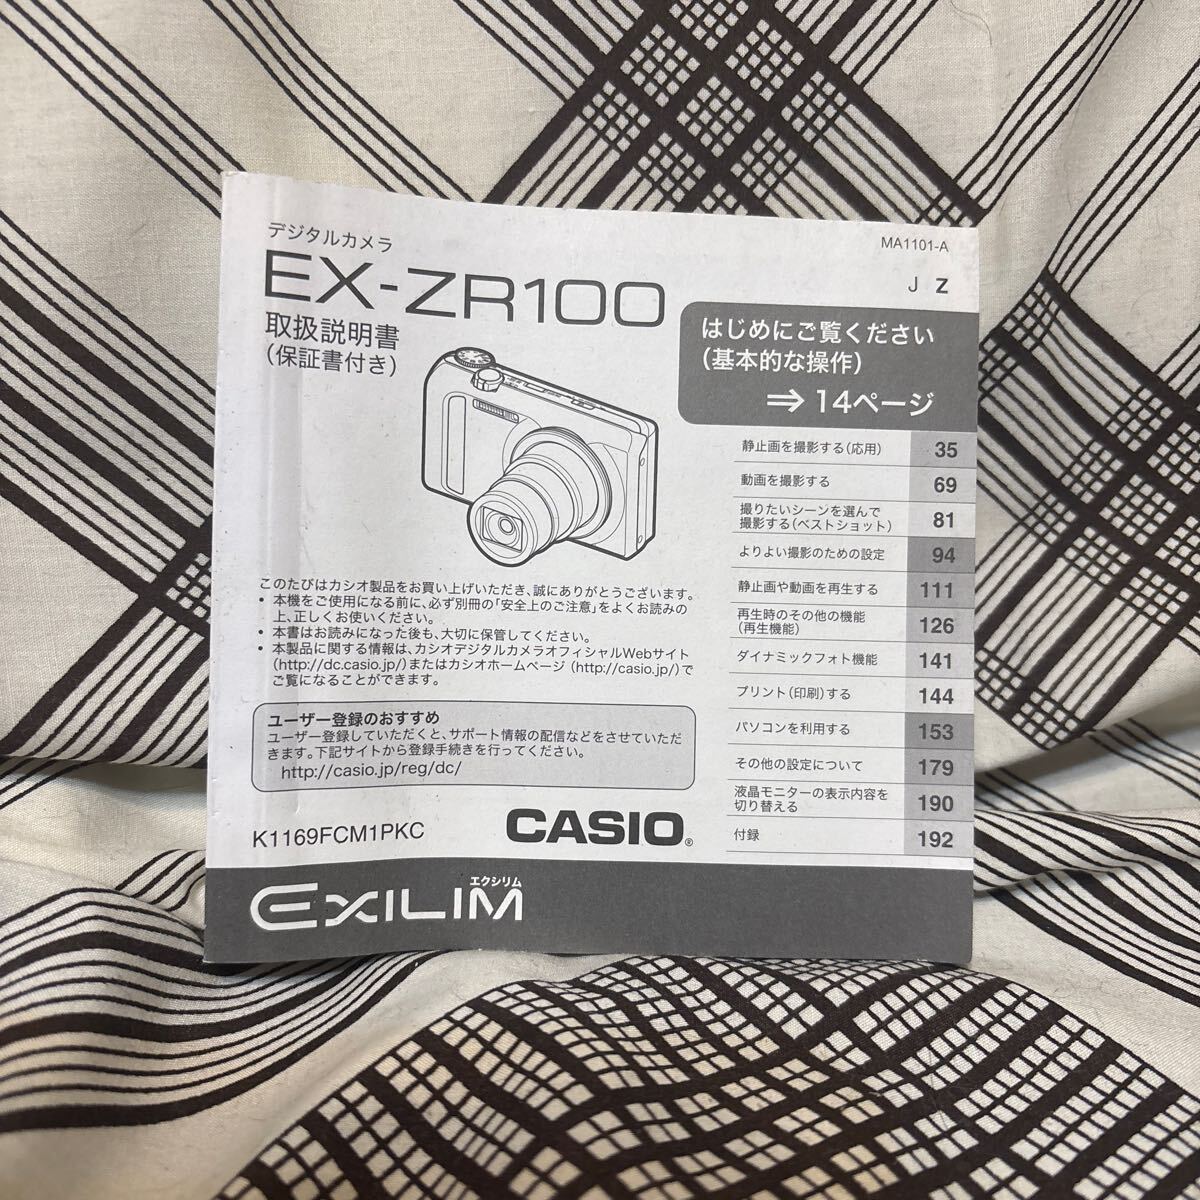 デジタルカメラ
EX-ZR100
取扱説明書
(保証書付き)
MA1101-A
J Z
はじめにご覧ください
(基本的な操作)
⇒ 14ページ
静止画を撮影する(応用) 35
動画を撮影する 69
撮りたいシーンを選んで
撮影する(ベストショット) 81
よりよい撮影のための設定 94
静止画や動画を再生する 111
再生時のその他の機能
(再生機能) 126
ダイナミックフォト機能 141
プリント(印刷)する 144
パソコンを利用する 153
その他の設定について 179
液晶モニターの表示内容を
切り替える 190
付録 192
このたびはカシオ製品をお買い上げいただき、誠にありがとうございます。
• 本機をご使用になる前に、必ず別冊の「安全上のご注意」をよくお読みの
上、正しくお使いください。
• 本書はお読みになった後も、大切に保管してください。
• 本製品に関する情報は、カシオデジタルカメラオフィシャルWebサイト
(http://dc.casio.jp/)またはカシオホームページ(http://casio.jp/)で
ご覧になることができます。
ユーザー登録のおすすめ
ユーザー登録していただくと、サポート情報の配信などをさせていただ
きます。下記サイトから登録手続きを行ってください。
http://casio.jp/reg/dc/
K1169FCM1PKC
CASIO®
エクシリム
EXILIM